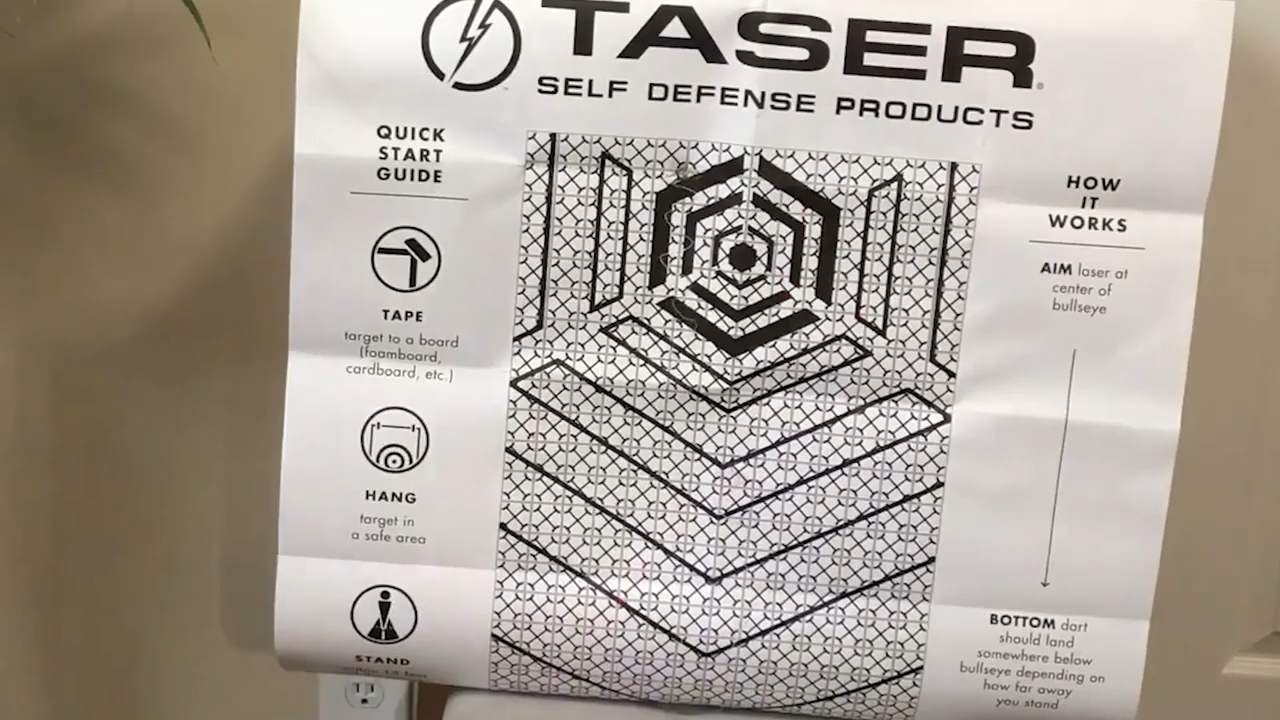 TASER
SELF DEFENSE PRODUCTS
QUICK
START
GUIDE
TAPE
target to a board
(foamboard,
cardboard, etc.)
HANG
target in
a safe area
STAND
HOW
IT
WORKS
AIM laser at
center of
bullseye
BOTTOM dart
should land
somewhere below
bullseye depending on
how far away
you stand